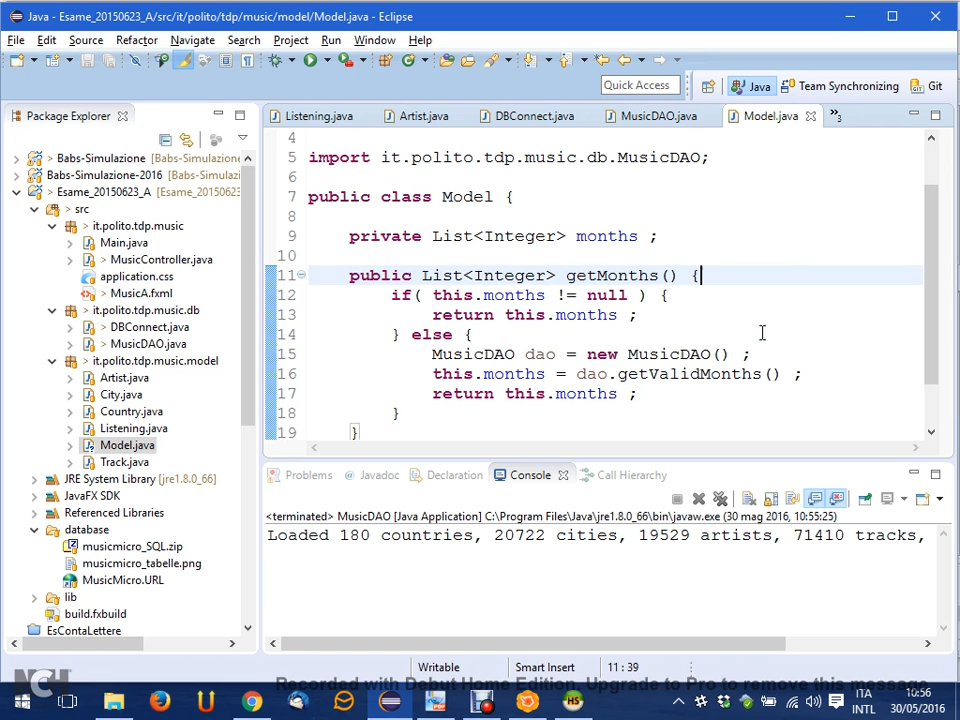 Java - Esame_20150623_A/src/it/polito/tdp/music/model/Model.java - Eclipse
File Edit Source Refactor Navigate Search Project Run Window Help
Quick Access
Java
Team Synchronizing
Git
Package Explorer
Listening.java
Artist.java
DBConnect.java
MusicDAO.java
Model.java
3
> Babs-Simulazione [Babs-Simulazi
> Babs-Simulazione-2016 [Babs-Simulazi
> Esame_20150623_A [Esame_20150623
> src
> it.polito.tdp.music
Main.java
> MusicController.java
application.css
> MusicA.fxml
> it.polito.tdp.music.db
> DBConnect.java
> MusicDAO.java
> it.polito.tdp.music.model
Artist.java
City.java
Country.java
Listening.java
Model.java
Track.java
JRE System Library [jre1.8.0_66]
JavaFX SDK
Referenced Libraries
database
musicmicro_SQL.zip
musicmicro_tabelle.png
MusicMicro.URL
lib
build.fxbuild
EsContaLettere
4
5 import it.polito.tdp.music.db.MusicDAO;
6
7 public class Model {
8
9 private List<Integer> months ;
10
11 public List<Integer> getMonths() {
12 if( this.months != null ) {
13 return this.months ;
14 } else {
15 MusicDAO dao = new MusicDAO() ;
16 this.months = dao.getValidMonths() ;
17 return this.months ;
18 }
19 }
Problems @ Javadoc Declaration Console Call Hierarchy
<terminated> MusicDAO [Java Application] C:\Program Files\Java\jre1.8.0_66\bin\javaw.exe (30 mag 2016, 10:55:25)
Loaded 180 countries, 20722 cities, 19529 artists, 71410 tracks,
Writable
Smart Insert
11 : 39
NCH
Recorded with Debut Home Edition. Upgrade to Pro to remove this message
HS
ITA
INTL
10:56
30/05/2016